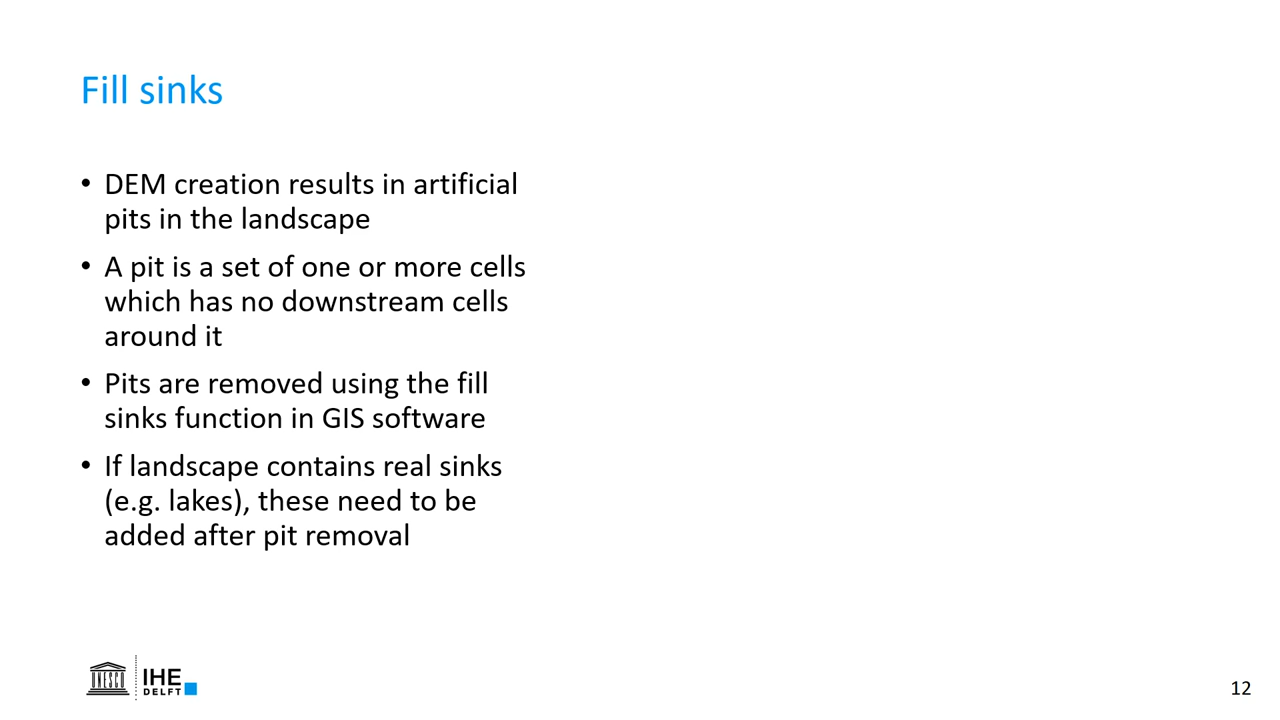 Fill sinks
• DEM creation results in artificial
pits in the landscape
• A pit is a set of one or more cells
which has no downstream cells
around it
• Pits are removed using the fill
sinks function in GIS software
• If landscape contains real sinks
(e.g. lakes), these need to be
added after pit removal
UNESCO
IHE
DELFT
12